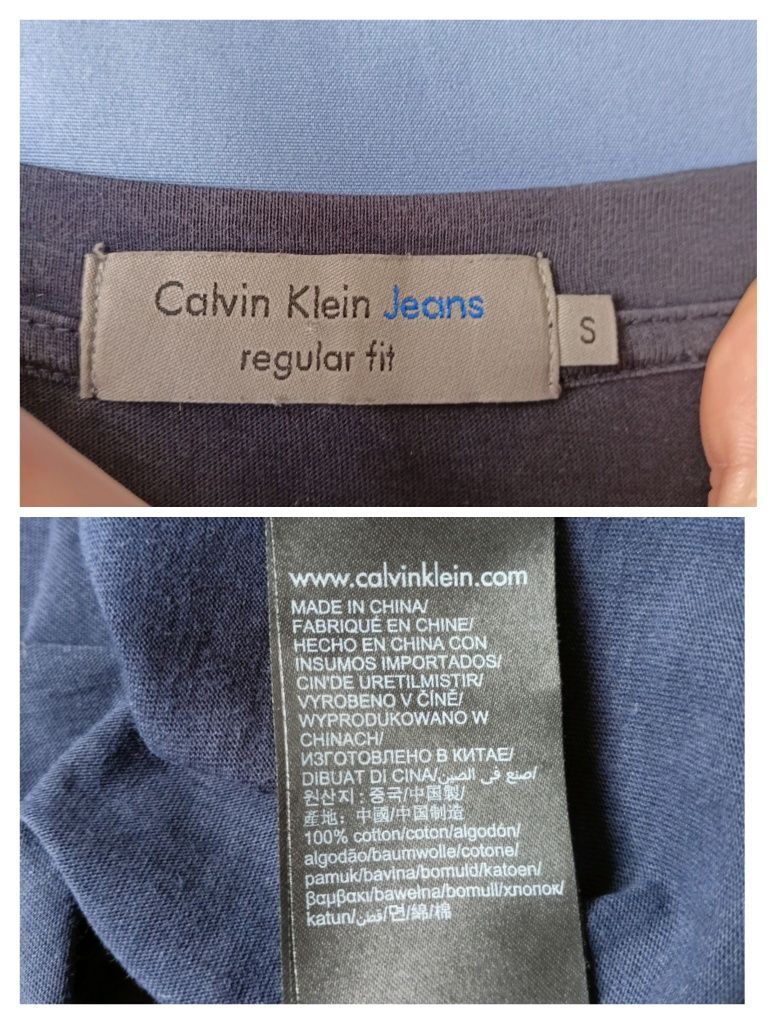 Calvin Klein Jeans
regular fit
S
www.calvinklein.com
MADE IN CHINA/
FABRIQUÉ EN CHINE/
HECHO EN CHINA CON
INSUMOS IMPORTADOS/
CIN'DE URETILMISTIR/
VYROBENO V ČÍNĚ/
WYPRODUKOWANO W
CHINACH/
ИЗГОТОВЛЕНО В КИТАЕ/
DIBUAT DI CINA/صنع في الصين/
원산지 : 중국/中国製/
產地：中國/中国制造
100% cotton/coton/algodón/
algodão/baumwolle/cotone/
pamuk/bavlna/bomuld/katoen/
βαμβακι/bawełna/bomull/хлопок/
katun/قطن/면/綿/棉